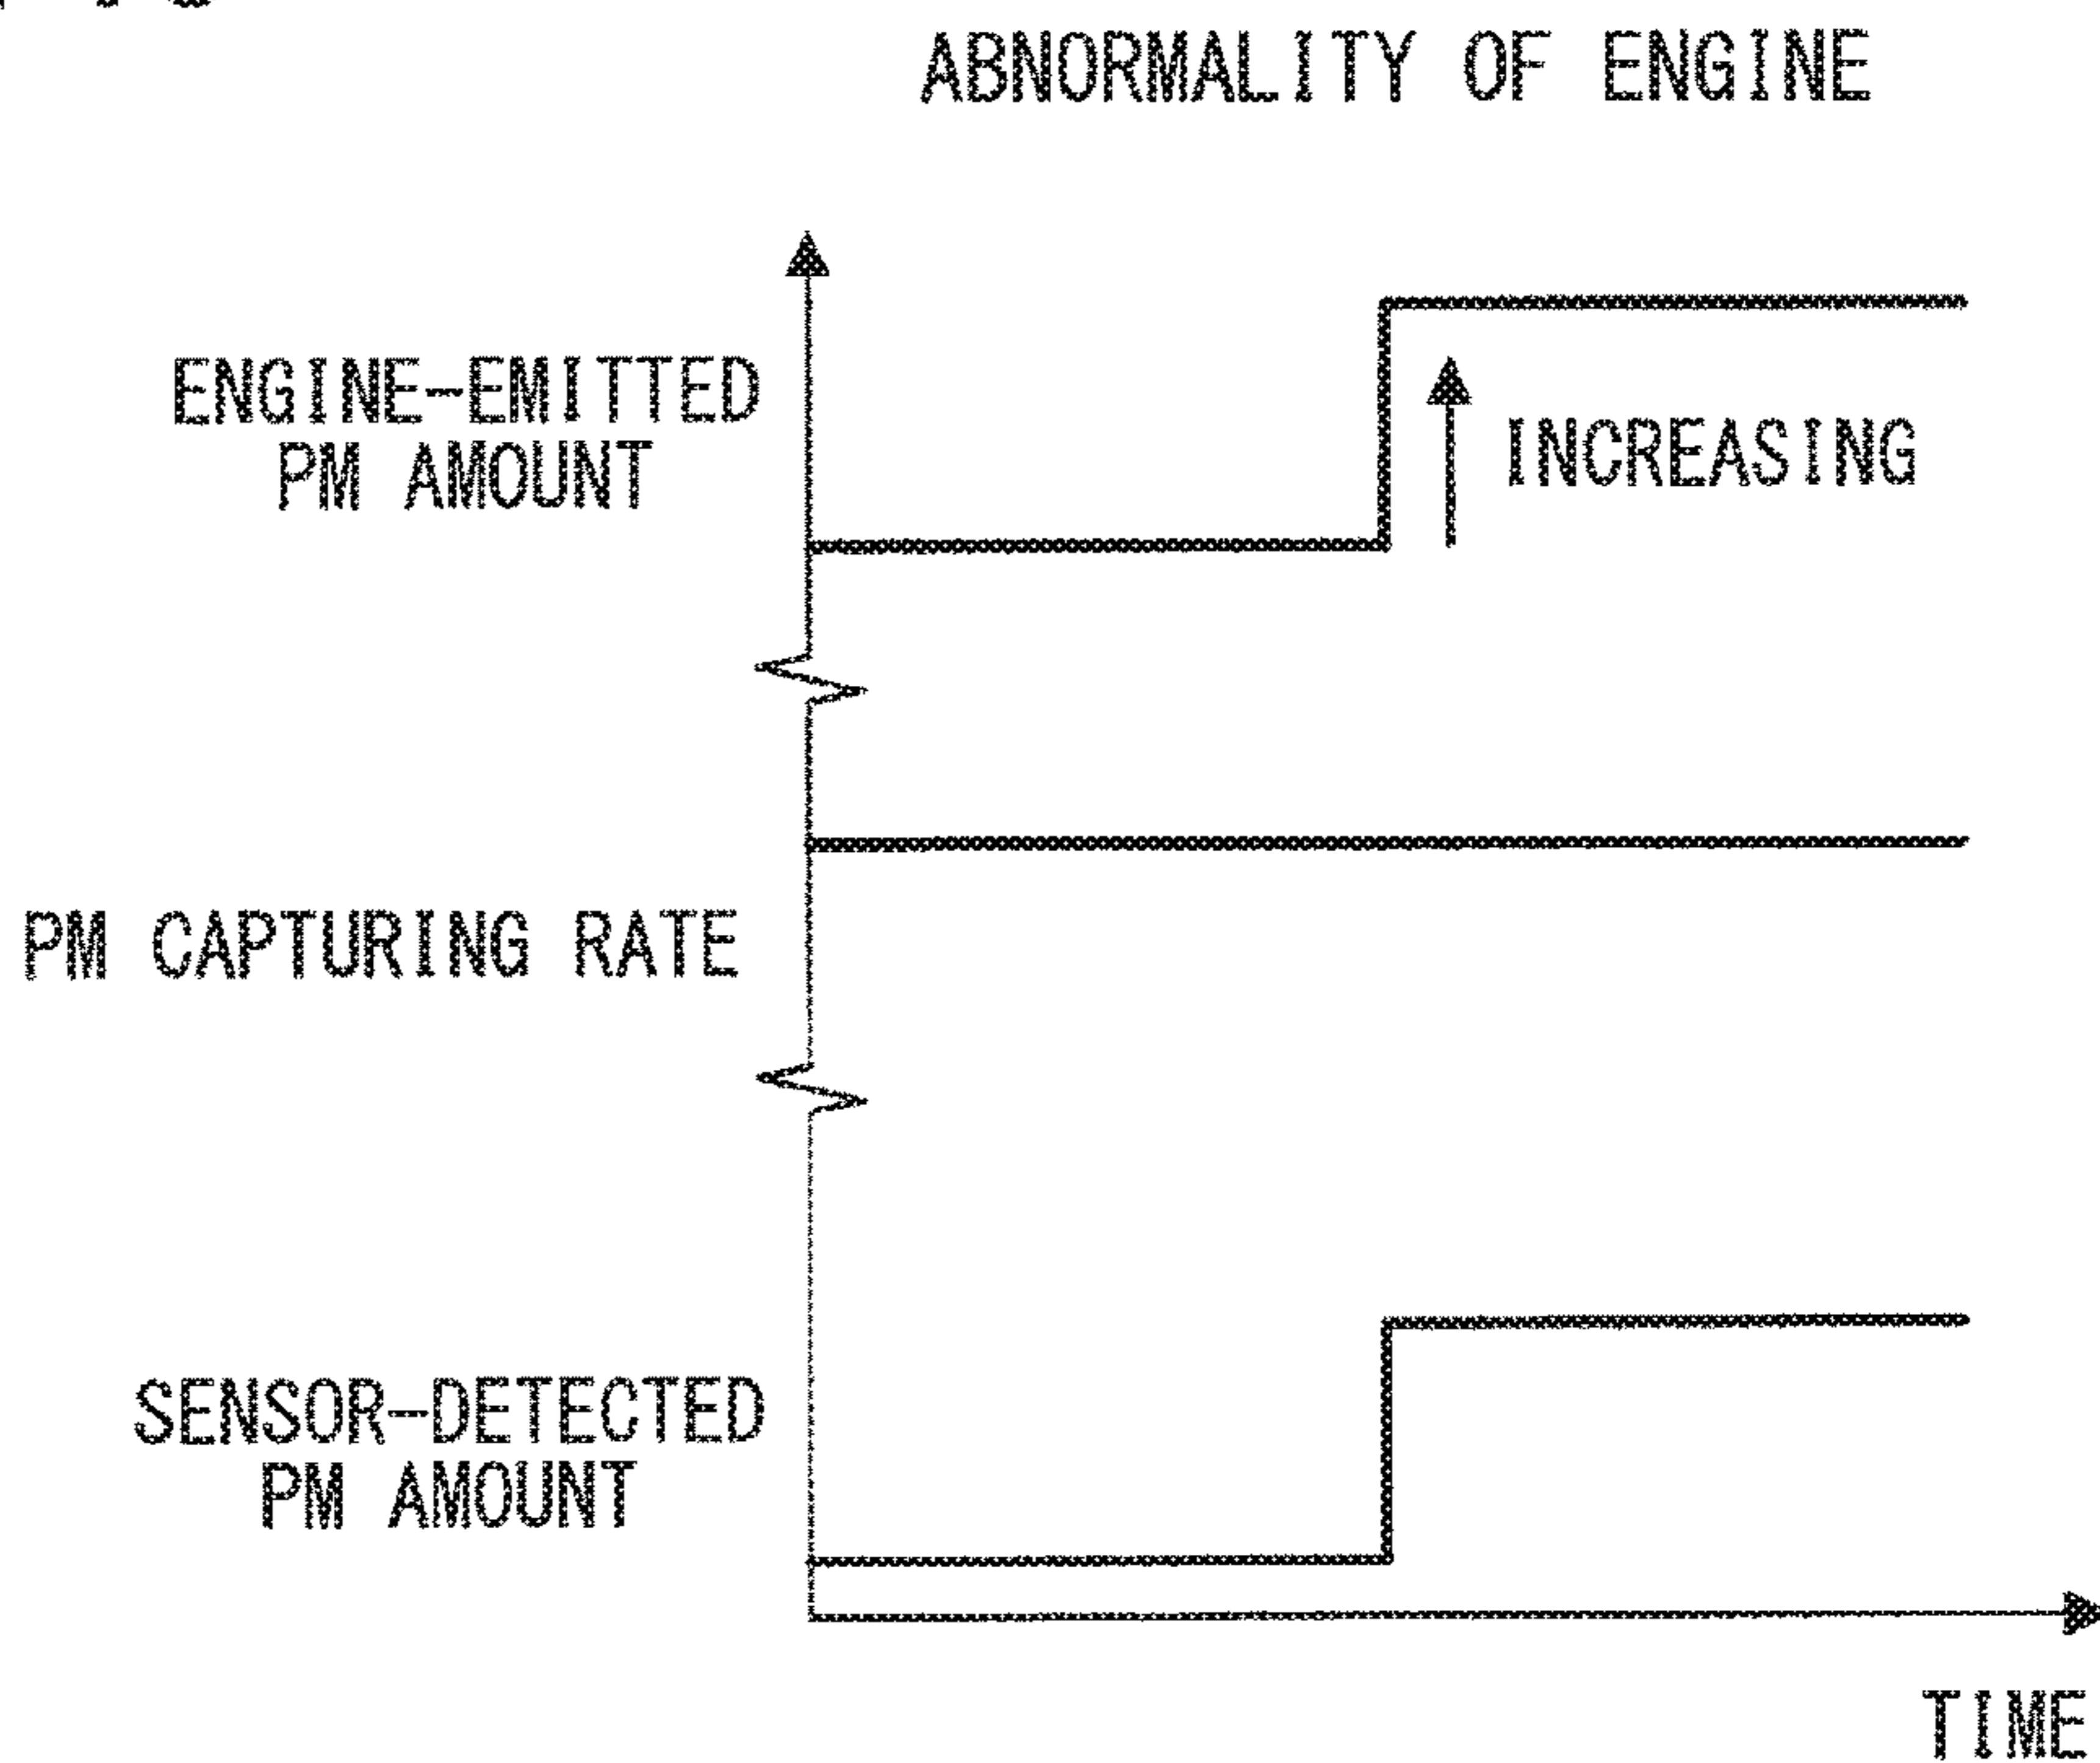 ABNORMALITY OF ENGINE
ENGINE-EMITTED
PM AMOUNT
INCREASING
PM CAPTURING RATE
SENSOR-DETECTED
PM AMOUNT
TIME